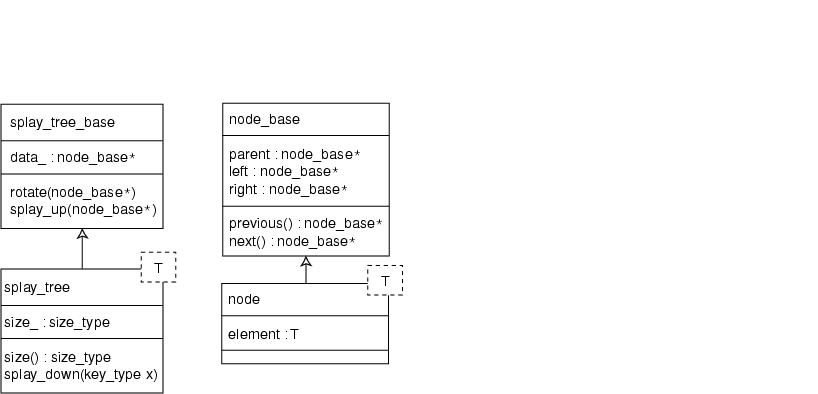 splay_tree_base
data_ : node_base*
rotate(node_base*)
splay_up(node_base*)
T
splay_tree
size_ : size_type
size() : size_type
splay_down(key_type x)
node_base
parent : node_base*
left : node_base*
right : node_base*
previous() : node_base*
next() : node_base*
T
node
element : T